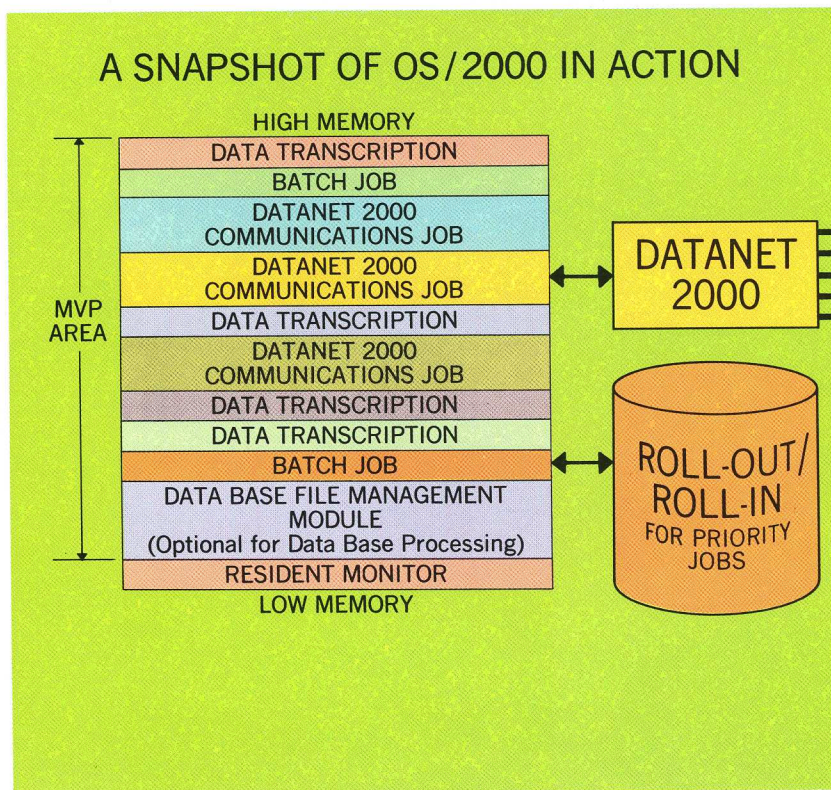 A SNAPSHOT OF OS/2000 IN ACTION
HIGH MEMORY
DATA TRANSCRIPTION
BATCH JOB
DATANET 2000
COMMUNICATIONS JOB
DATANET 2000
COMMUNICATIONS JOB
DATA TRANSCRIPTION
DATANET 2000
COMMUNICATIONS JOB
DATA TRANSCRIPTION
DATA TRANSCRIPTION
BATCH JOB
DATA BASE FILE MANAGEMENT
MODULE
(Optional for Data Base Processing)
RESIDENT MONITOR
LOW MEMORY
MVP
AREA
DATANET
2000
ROLL-OUT/
ROLL-IN
FOR PRIORITY
JOBS